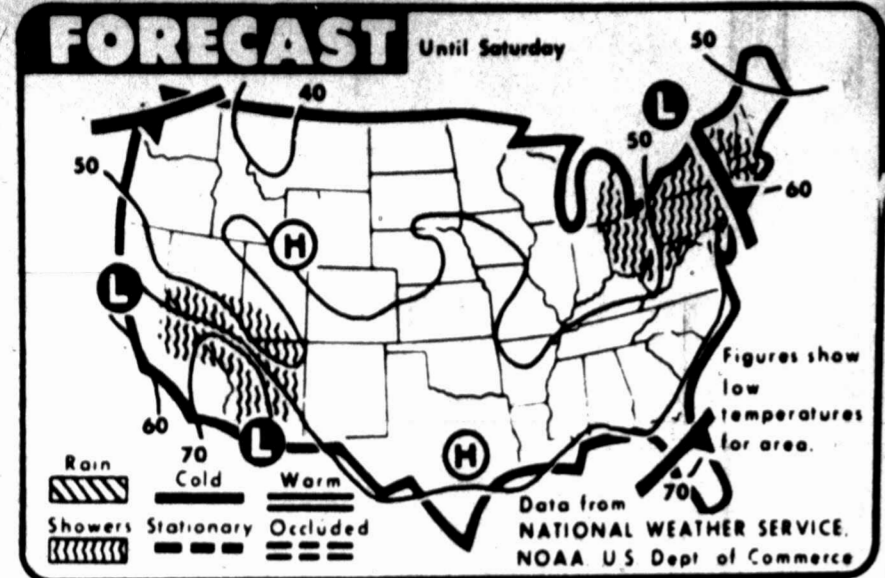 FORECAST Until Saturday
50
40
L
50
50
60
H
L
Figures show
low
temperatures
for area.
60
70
L
H
70
Rain Cold Warm
Showers Stationary Occluded
Data from
NATIONAL WEATHER SERVICE.
NOAA U S Dept of Commerce